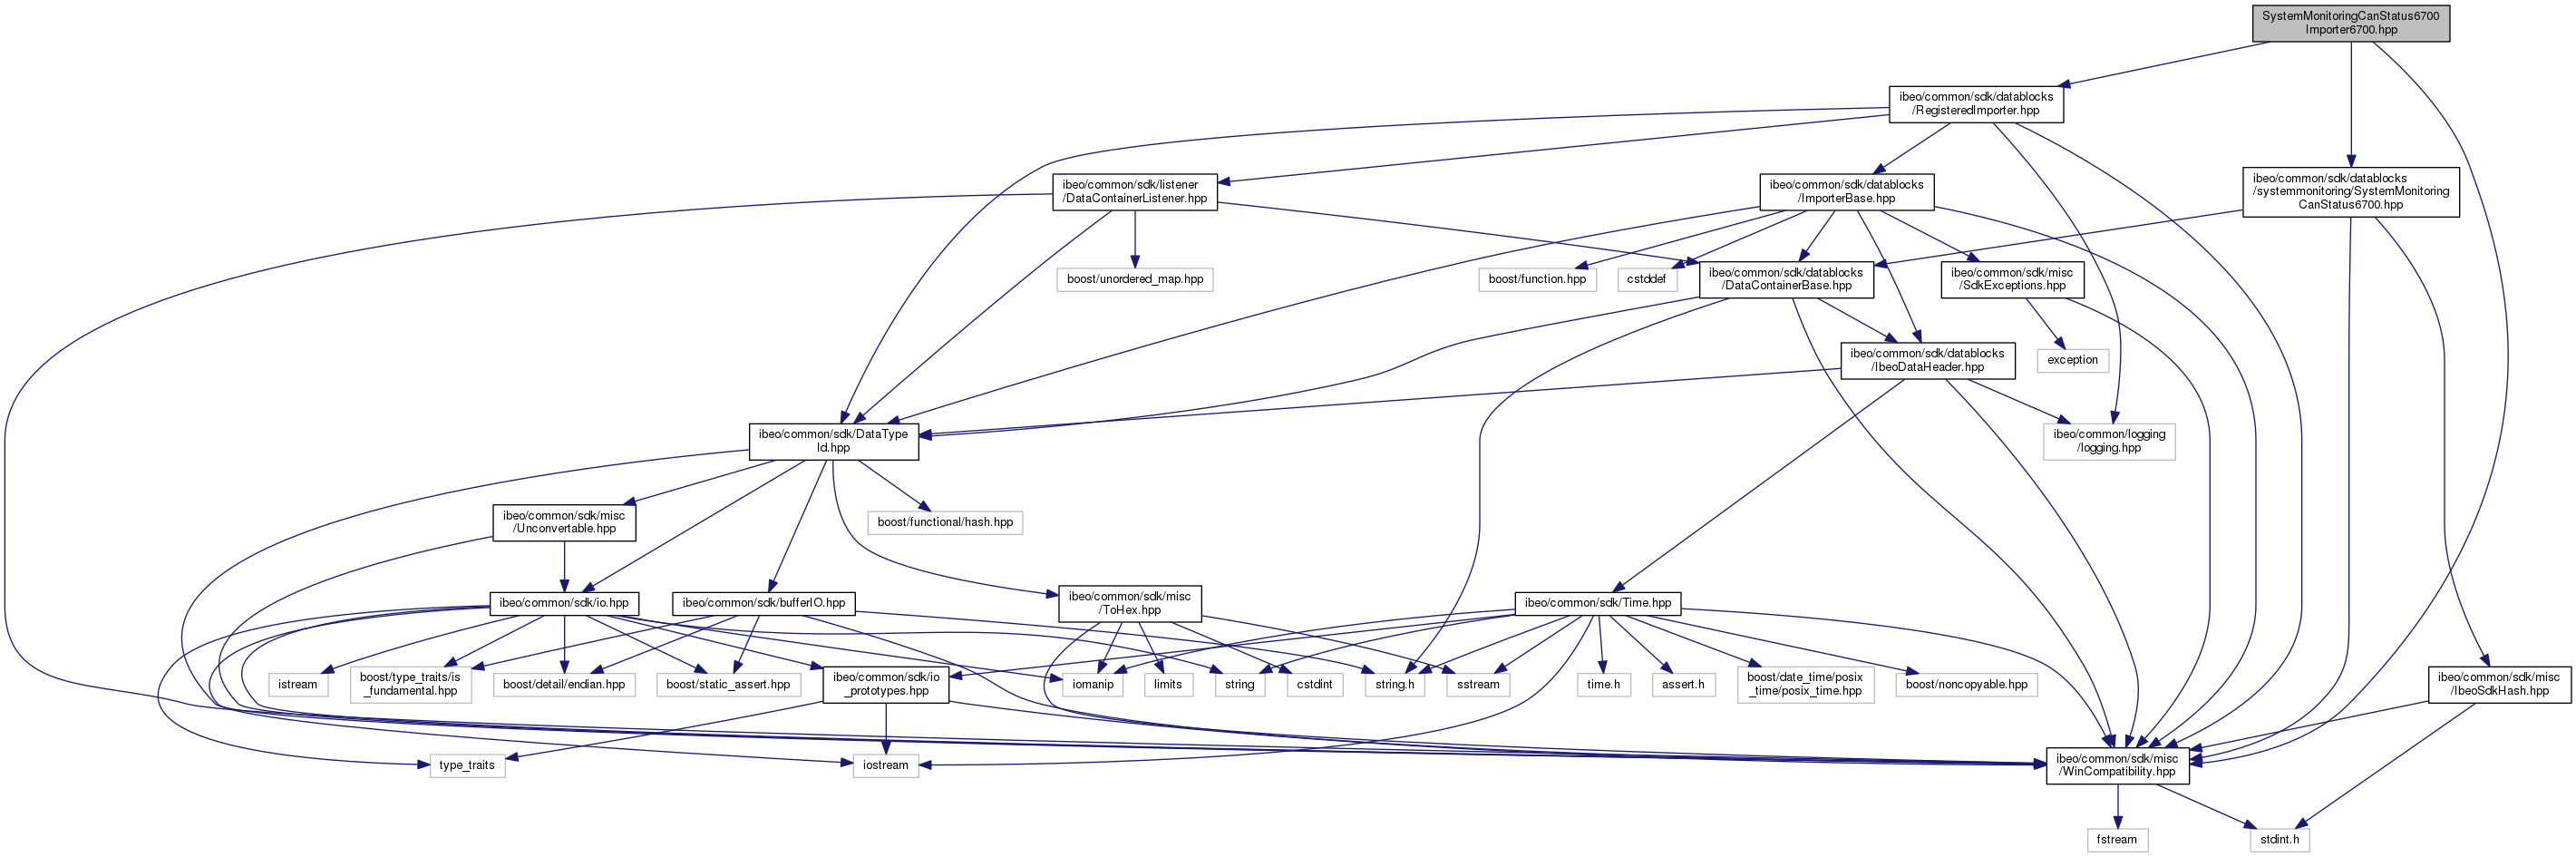 SystemMonitoringCanStatus6700
Importer6700.hpp
ibeo/common/sdk/datablocks
/RegisteredImporter.hpp
ibeo/common/sdk/listener
/DataContainerListener.hpp
ibeo/common/sdk/datablocks
/ImporterBase.hpp
ibeo/common/sdk/datablocks
/systemmonitoring/SystemMonitoring
CanStatus6700.hpp
boost/unordered_map.hpp
boost/function.hpp
cstddef
ibeo/common/sdk/datablocks
/DataContainerBase.hpp
ibeo/common/sdk/misc
/SdkExceptions.hpp
ibeo/common/sdk/datablocks
/IbeoDataHeader.hpp
exception
ibeo/common/sdk/DataType
Id.hpp
ibeo/common/logging
/logging.hpp
ibeo/common/sdk/misc
/Unconvertable.hpp
boost/functional/hash.hpp
ibeo/common/sdk/io.hpp
ibeo/common/sdk/bufferIO.hpp
ibeo/common/sdk/misc
/ToHex.hpp
ibeo/common/sdk/Time.hpp
istream
boost/type_traits/is
_fundamental.hpp
boost/detail/endian.hpp
boost/static_assert.hpp
ibeo/common/sdk/io
_prototypes.hpp
iomanip
limits
string
cstdint
string.h
sstream
time.h
assert.h
boost/date_time/posix
_time/posix_time.hpp
boost/noncopyable.hpp
ibeo/common/sdk/misc
/IbeoSdkHash.hpp
type_traits
iostream
ibeo/common/sdk/misc
/WinCompatibility.hpp
fstream
stdint.h